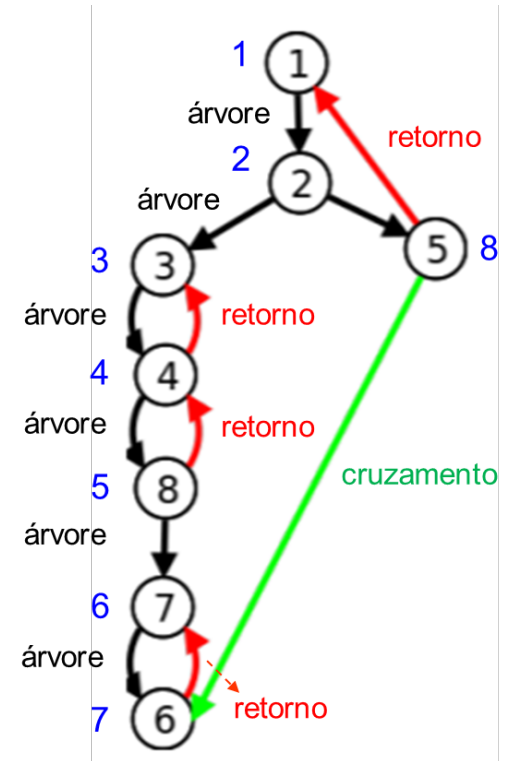 1 1
árvore
retorno
2
2
árvore
3 3
5 8
árvore
retorno
4 4
árvore
retorno
5 8
cruzamento
árvore
6 7
árvore
7 6
retorno